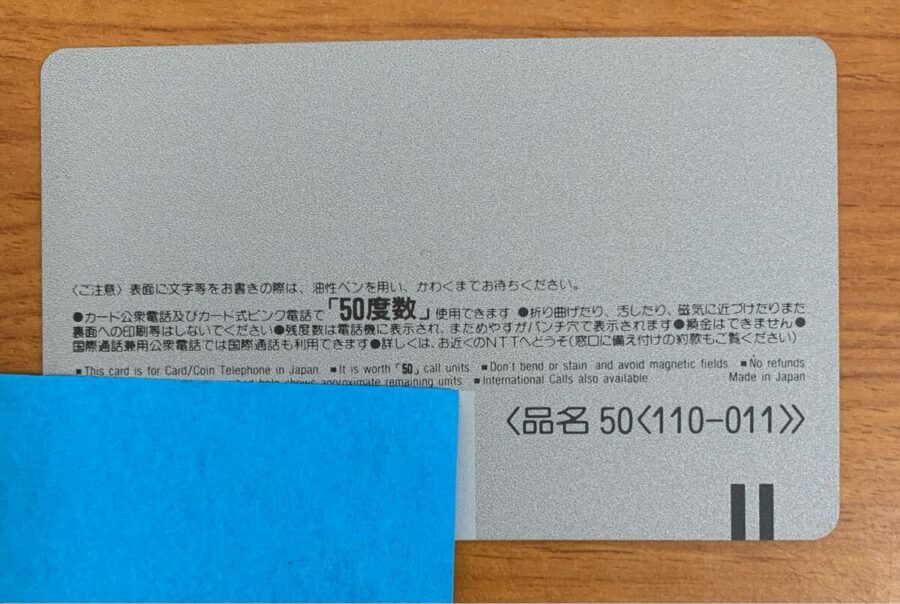 〈ご注意〉表面に文字等をお書きの際は、油性ペンを用い、かわくまでお待ちください。
●カード公衆電話及びカード式ピンク電話で「50度数」使用できます ●折り曲げたり、汚したり、磁気に近づけたりまた
裏面への印刷等はしないでください●残度数は電話機に表示され、まためやすがパンチ穴で表示されます●換金はできません●
国際通話兼用公衆電話では国際通話も利用できます●詳しくは、お近くのNTTへどうぞ(窓口に備え付けの約款もご覧ください)
■This card is for Card/Coin Telephone in Japan ■It is worth「50」call units ■Don't bend or stain and avoid magnetic fields ■No refunds
hole shows approximate remaining units ■International Calls also available Made in Japan
〈品名 50〈110-011〉〉